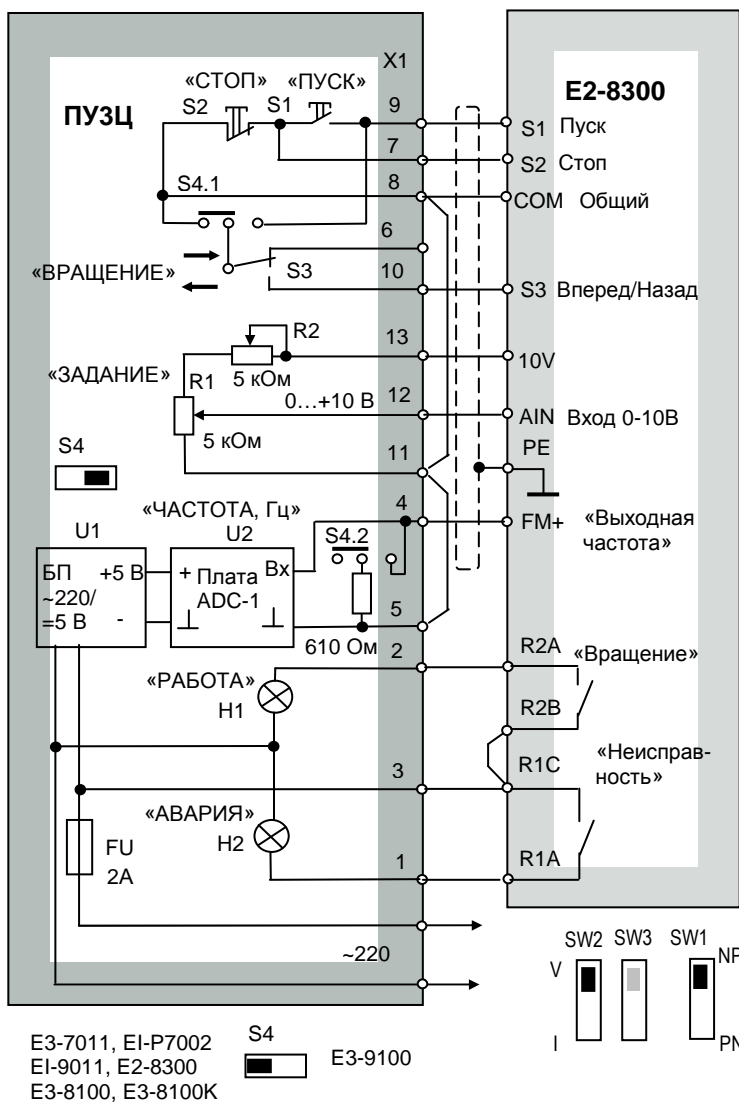 X1
«СТОП» «ПУСК»
E2-8300
ПУ3Ц
S2 S1 9
S1 Пуск
7
S2 Стоп
S4.1 8
COM Общий
6
«ВРАЩЕНИЕ»
S3 10
S3 Вперед/Назад
R2 13
10V
«ЗАДАНИЕ»
R1 5 кОм
0…+10 В 12
AIN Вход 0-10В
5 кОм
11
PE
S4
«ЧАСТОТА, Гц» 4
U1 U2 S4.2
FM+ «Выходная
частота»
БП +5 В
~220/
=5 В -
+ Плата Вх
ADC-1
⊥ ⊥
5
610 Ом 2
R2A «Вращение»
«РАБОТА»
H1
R2B
3
R1C «Неисправ-
ность»
«АВАРИЯ»
FU H2
2А
1
R1A
~220
SW2 SW3 SW1
V
I
E3-7011, EI-P7002
EI-9011, E2-8300
E3-8100, E3-8100K
S4
E3-9100